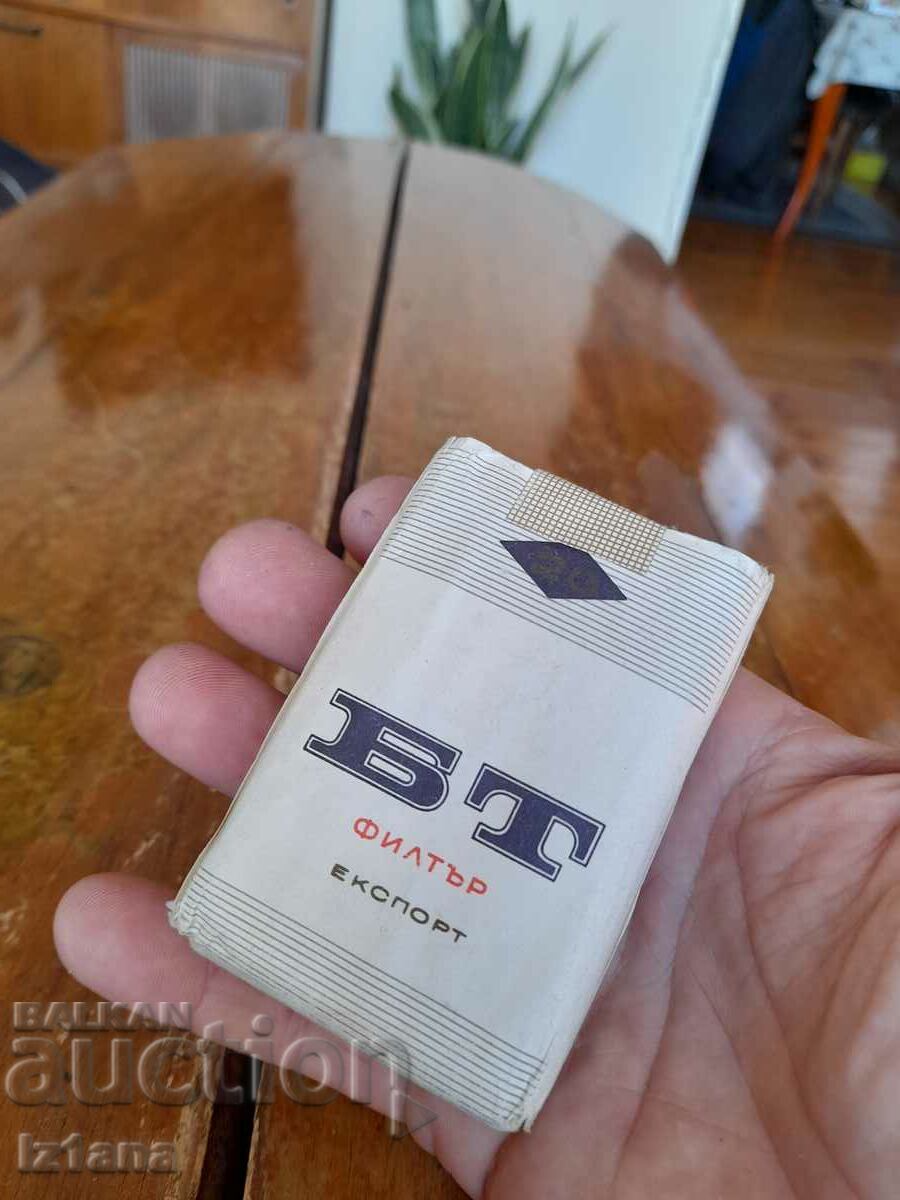 БТ
ФИЛТЪР
ЕКСПОРТ
BALKAN
auction
iz1ana